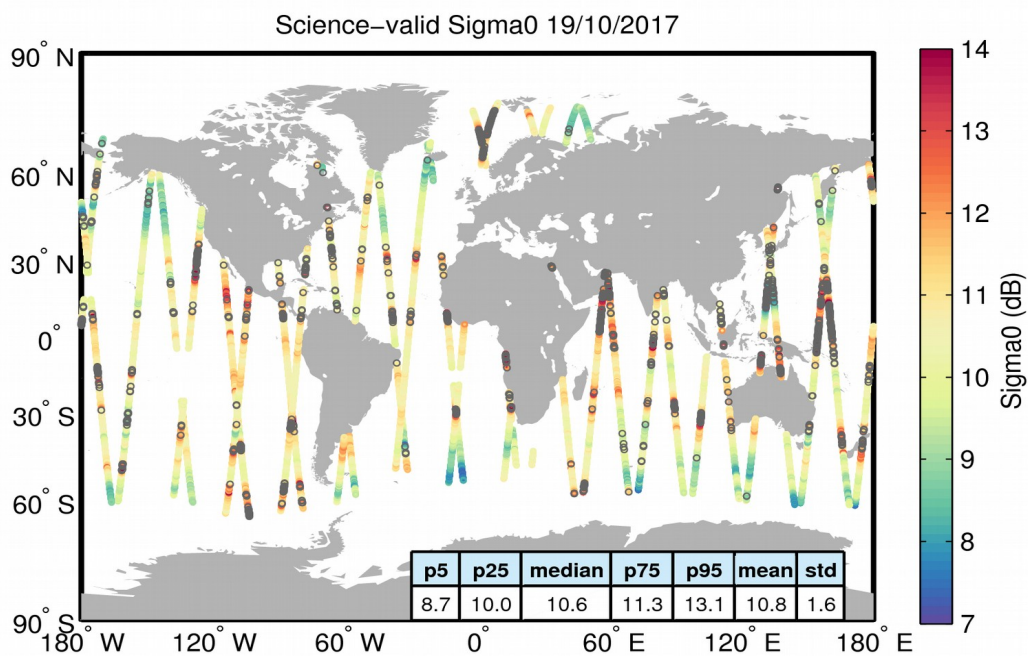 Science−valid Sigma0 19/10/2017
90° N
60° N
30° N
0°
30° S
60° S
90° S
180° W
120° W
60° W
0°
60° E
120° E
180° E
14
13
12
11
10
9
8
7
Sigma0 (dB)
p5 p25 median p75 p95 mean std
8.7 10.0 10.6 11.3 13.1 10.8 1.6